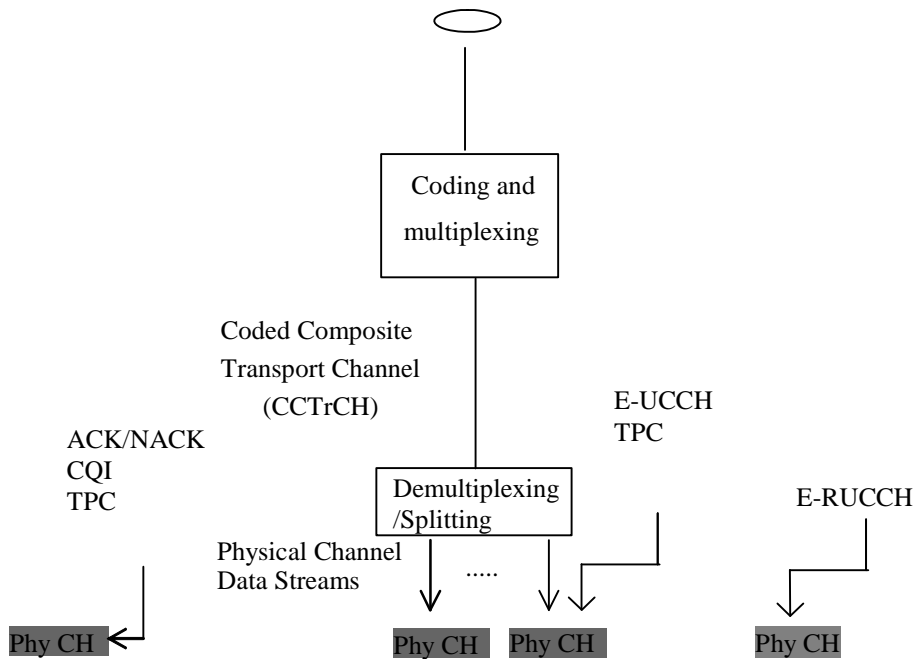 Coding and
multiplexing
Coded Composite
Transport Channel
(CCTrCH)
E-UCCH
TPC
ACK/NACK
CQI
TPC
Demultiplexing
/Splitting
E-RUCCH
Physical Channel
Data Streams
.....
Phy CH
Phy CH
Phy CH
Phy CH